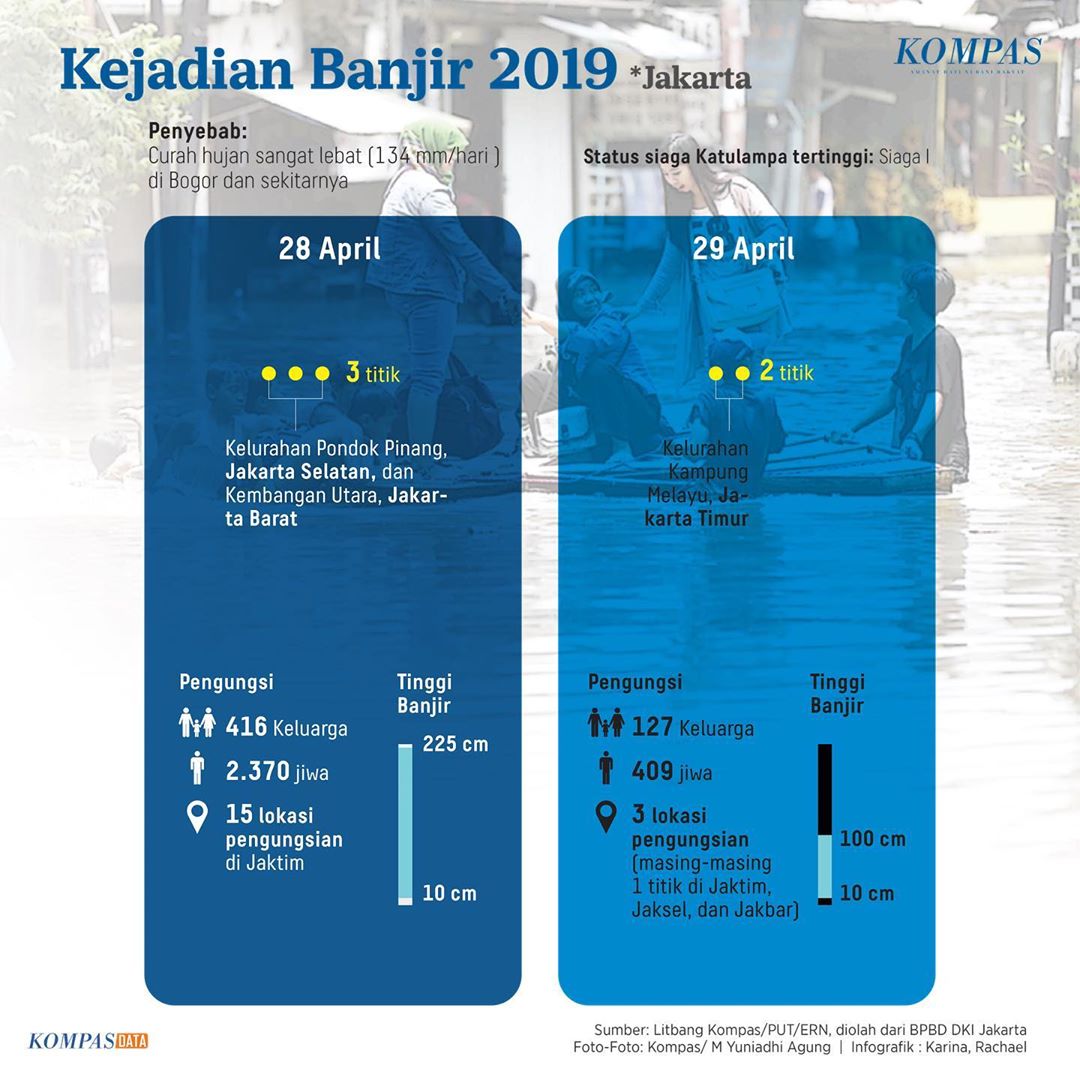 Kejadian Banjir 2019 *Jakarta
KOMPAS
AMANAT HATI NURANI RAKYAT
Penyebab:
Curah hujan sangat lebat (134 mm/hari )
di Bogor dan sekitarnya
Status siaga Katulampa tertinggi: Siaga I
28 April
3 titik
Kelurahan Pondok Pinang,
Jakarta Selatan, dan
Kembangan Utara, Jakar-
ta Barat
Pengungsi
416 Keluarga
2.370 jiwa
15 lokasi
pengungsian
di Jaktim
Tinggi
Banjir
225 cm
10 cm
29 April
2 titik
Kelurahan
Kampung
Melayu, Ja-
karta Timur
Pengungsi
127 Keluarga
409 jiwa
3 lokasi
pengungsian
(masing-masing
1 titik di Jaktim,
Jaksel, dan Jakbar)
Tinggi
Banjir
100 cm
10 cm
KOMPAS DATA
Sumber: Litbang Kompas/PUT/ERN, diolah dari BPBD DKI Jakarta
Foto-Foto: Kompas/ M Yuniadhi Agung | Infografik : Karina, Rachael